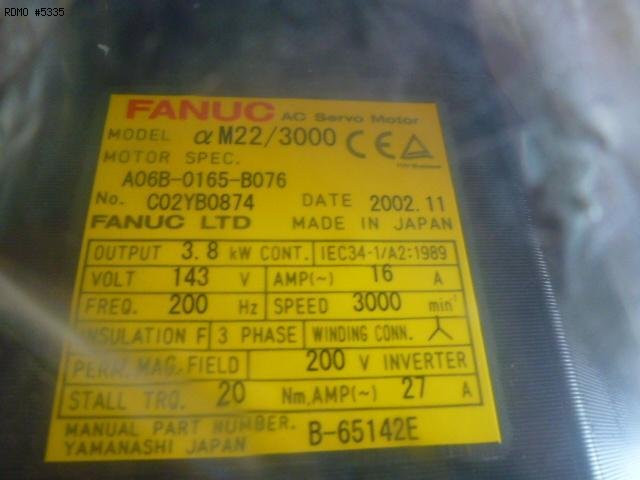 RDMO #5335
FANUC AC Servo Motor
MODEL αM22/3000 CE
MOTOR SPEC.
A06B-0165-B076
No. C02YB0874 DATE 2002.11
FANUC LTD MADE IN JAPAN
OUTPUT 3.8 kW CONT. IEC34-1/A2:1989
VOLT 143 V AMP(~) 16 A
FREQ. 200 Hz SPEED 3000 min⁻¹
INSULATION F 3 PHASE WINDING CONN.
PERM. MAG. FIELD 200 V INVERTER
STALL TRQ. 20 Nm, AMP(~) 27 A
MANUAL PART NUMBER. B-65142E
YAMANASHI JAPAN